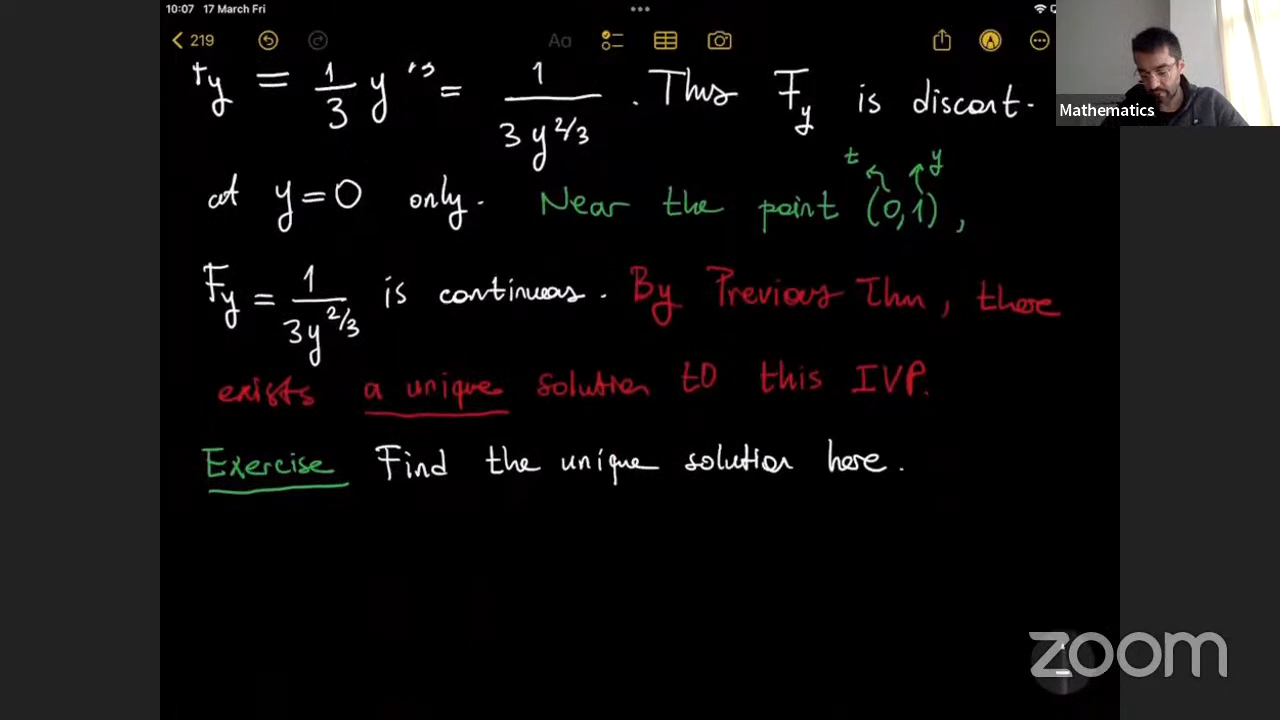 10:07 17 March Fri
219
Aa
Mathematics
Fy = 1/3 y = 1/(3 y^2/3) . Thus Fy is discont-
at y=0 only. Near the point (0,1),
t y
Fy = 1/(3y^2/3) is continuous. By Previous Thm, there
exists a unique solution to this IVP.
Exercise Find the unique solution here.
zoom